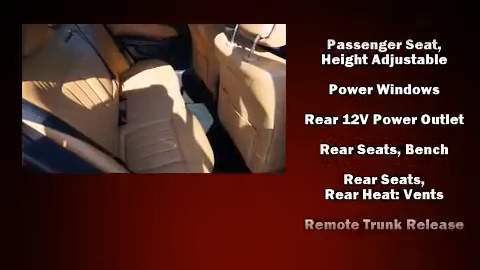 Passenger Seat,
Height Adjustable
Power Windows
Rear 12V Power Outlet
Rear Seats, Bench
Rear Seats,
Rear Heat: Vents
Remote Trunk Release